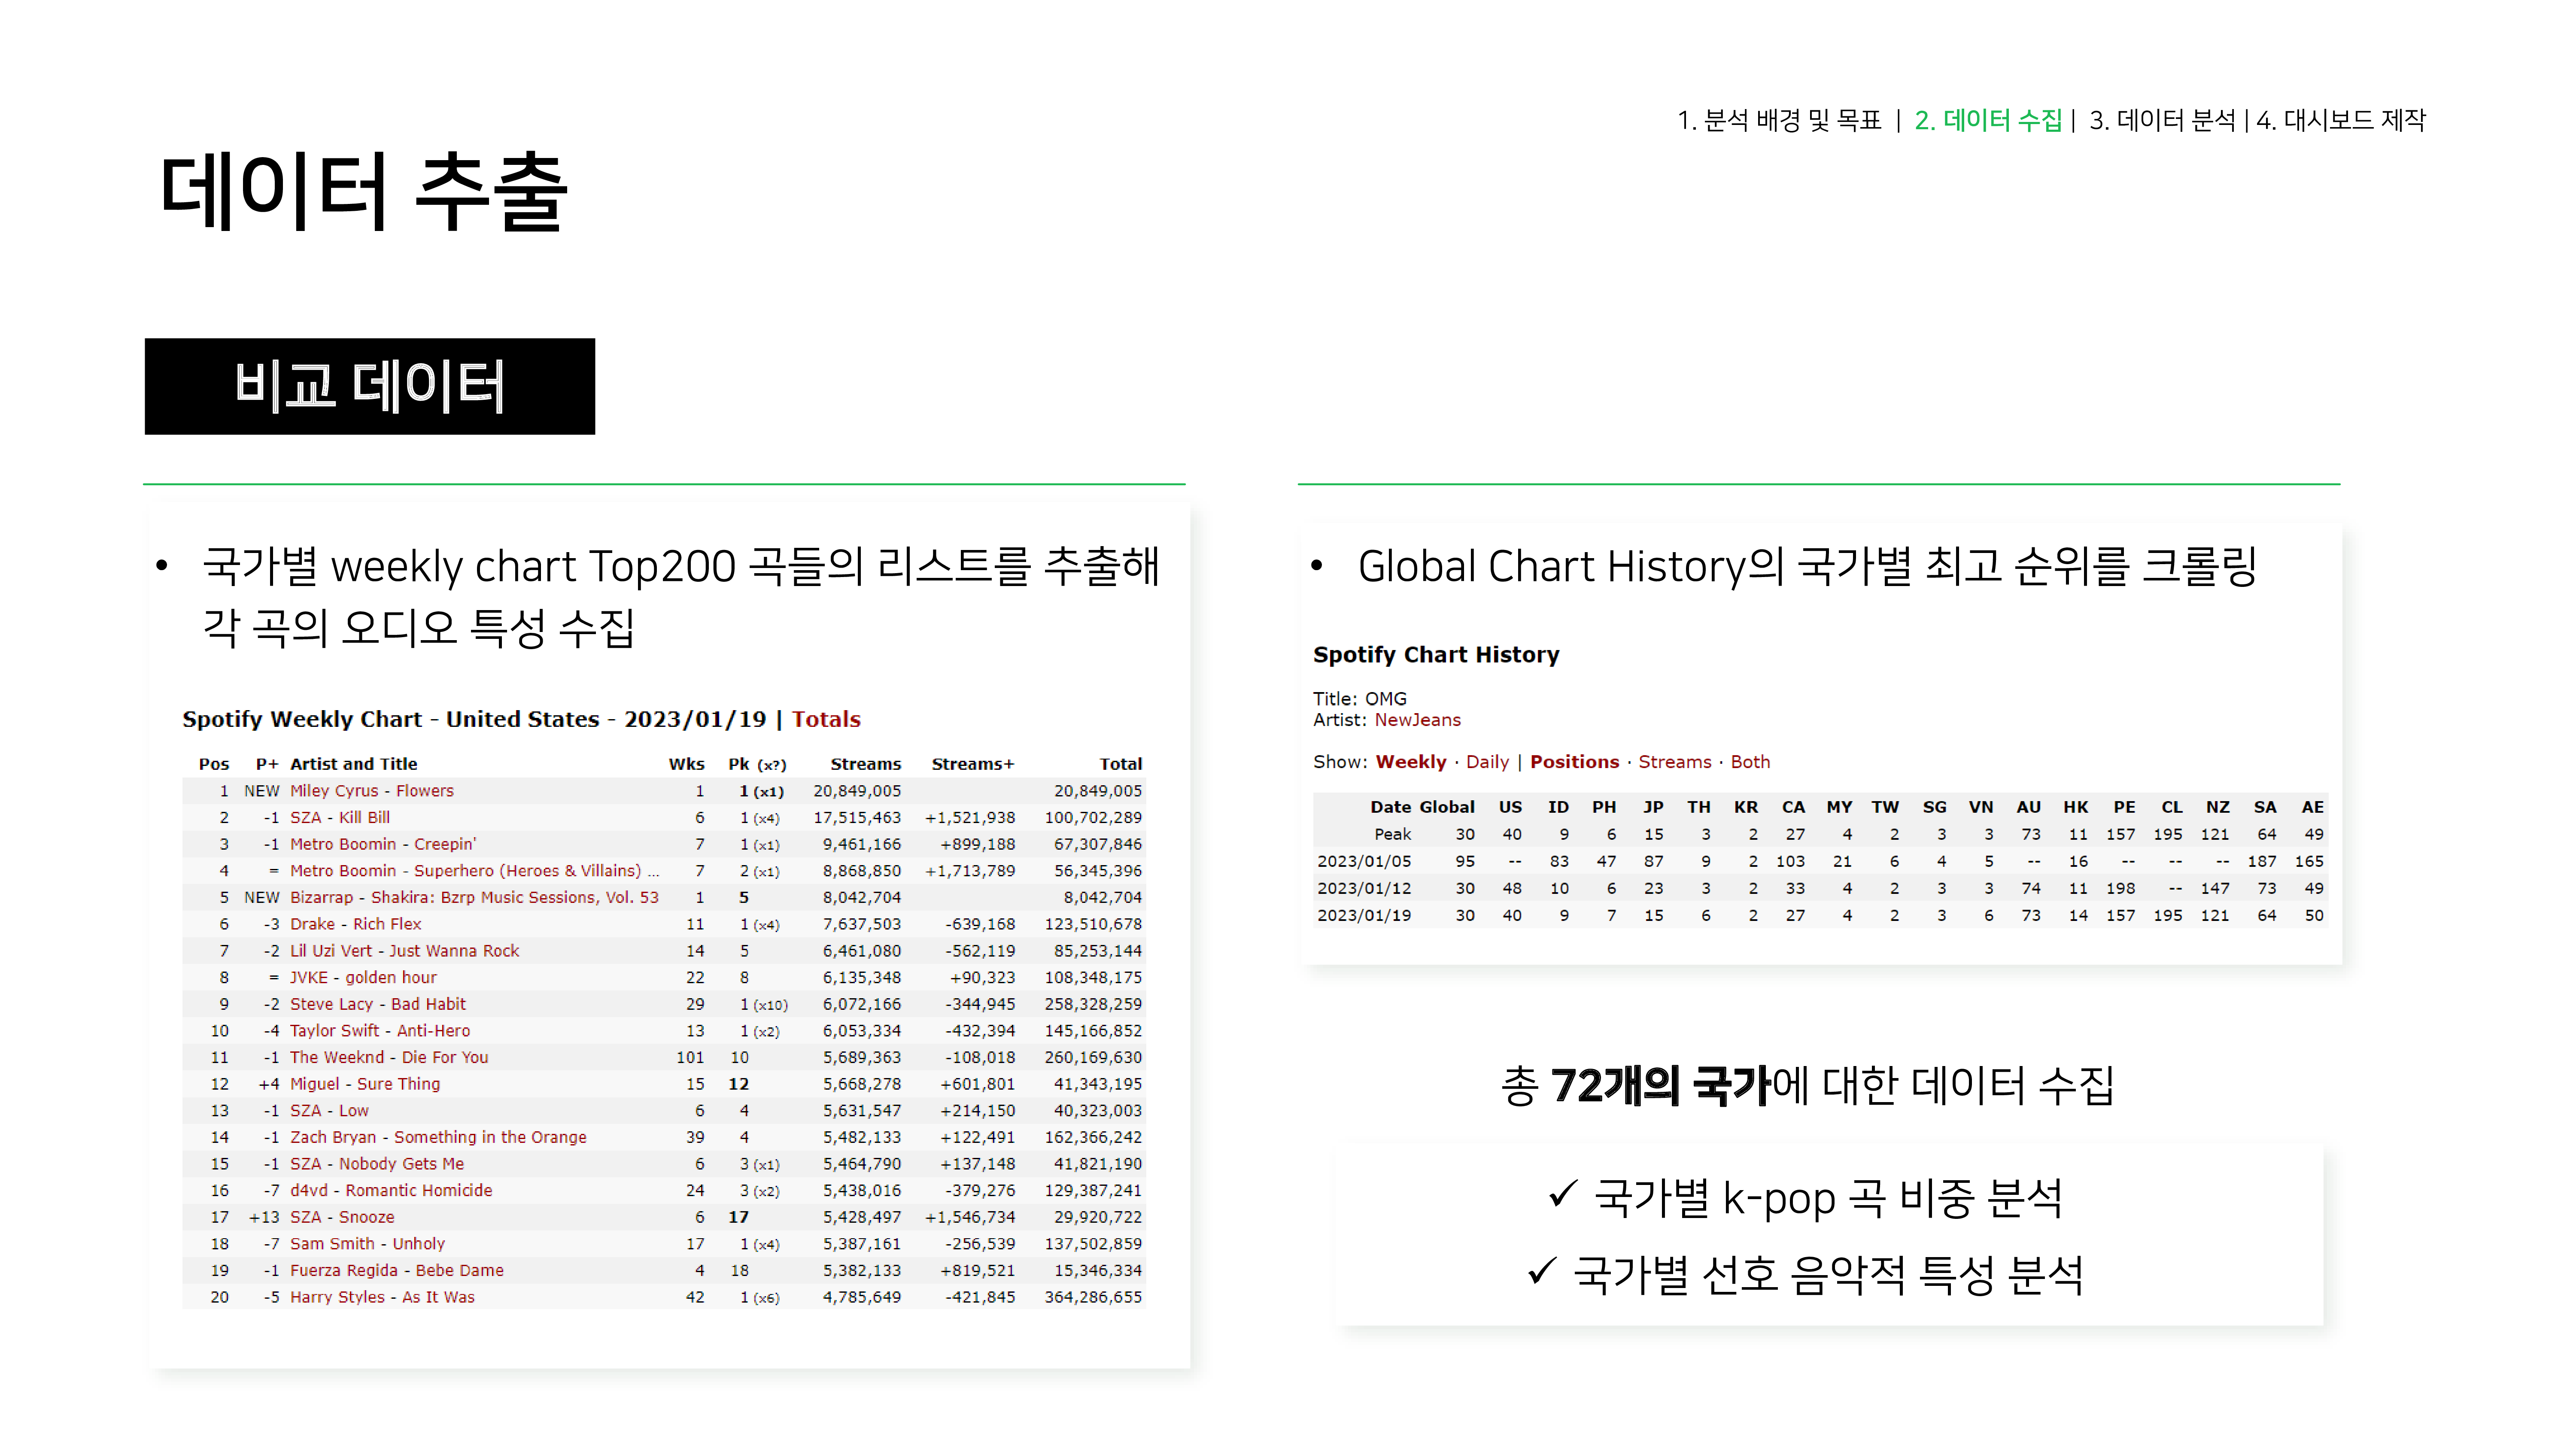 1. 분석 배경 및 목표 | 2. 데이터 수집 | 3. 데이터 분석 | 4. 대시보드 제작
데이터 추출
비교 데이터
• 국가별 weekly chart Top200 곡들의 리스트를 추출해
각 곡의 오디오 특성 수집
Spotify Weekly Chart - United States - 2023/01/19 | Totals
Pos P+ Artist and Title Wks Pk (x?) Streams Streams+ Total
1 NEW Miley Cyrus - Flowers 1 1 (x1) 20,849,005 20,849,005
2 -1 SZA - Kill Bill 6 1 (x4) 17,515,463 +1,521,938 100,702,289
3 -1 Metro Boomin - Creepin' 7 1 (x1) 9,461,166 +899,188 67,307,846
4 = Metro Boomin - Superhero (Heroes & Villains) ... 7 2 (x1) 8,868,850 +1,713,789 56,345,396
5 NEW Bizarrap - Shakira: Bzrp Music Sessions, Vol. 53 1 5 8,042,704 8,042,704
6 -3 Drake - Rich Flex 11 1 (x4) 7,637,503 -639,168 123,510,678
7 -2 Lil Uzi Vert - Just Wanna Rock 14 5 6,461,080 -562,119 85,253,144
8 = JVKE - golden hour 22 8 6,135,348 +90,323 108,348,175
9 -2 Steve Lacy - Bad Habit 29 1 (x10) 6,072,166 -344,945 258,328,259
10 -4 Taylor Swift - Anti-Hero 13 1 (x2) 6,053,334 -432,394 145,166,852
11 -1 The Weeknd - Die For You 101 10 5,689,363 -108,018 260,169,630
12 +4 Miguel - Sure Thing 15 12 5,668,278 +601,801 41,343,195
13 -1 SZA - Low 6 4 5,631,547 +214,150 40,323,003
14 -1 Zach Bryan - Something in the Orange 39 4 5,482,133 +122,491 162,366,242
15 -1 SZA - Nobody Gets Me 6 3 (x1) 5,464,790 +137,148 41,821,190
16 -7 d4vd - Romantic Homicide 24 3 (x2) 5,438,016 -379,276 129,387,241
17 +13 SZA - Snooze 6 17 5,428,497 +1,546,734 29,920,722
18 -7 Sam Smith - Unholy 17 1 (x4) 5,387,161 -256,539 137,502,859
19 -1 Fuerza Regida - Bebe Dame 4 18 5,382,133 +819,521 15,346,334
20 -5 Harry Styles - As It Was 42 1 (x6) 4,785,649 -421,845 364,286,655
• Global Chart History의 국가별 최고 순위를 크롤링
Spotify Chart History
Title: OMG
Artist: NewJeans
Show: Weekly · Daily | Positions · Streams · Both
Date Global US ID PH JP TH KR CA MY TW SG VN AU HK PE CL NZ SA AE
Peak 30 40 9 6 15 3 2 27 4 2 3 3 73 11 157 195 121 64 49
2023/01/05 95 -- 83 47 87 9 2 103 21 6 4 5 -- 16 -- -- -- 187 165
2023/01/12 30 48 10 6 23 3 2 33 4 2 3 3 74 11 198 -- 147 73 49
2023/01/19 30 40 9 7 15 6 2 27 4 2 3 6 73 14 157 195 121 64 50
총 72개의 국가에 대한 데이터 수집
✓ 국가별 k-pop 곡 비중 분석
✓ 국가별 선호 음악적 특성 분석